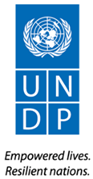 U N
D P
Empowered lives.
Resilient nations.